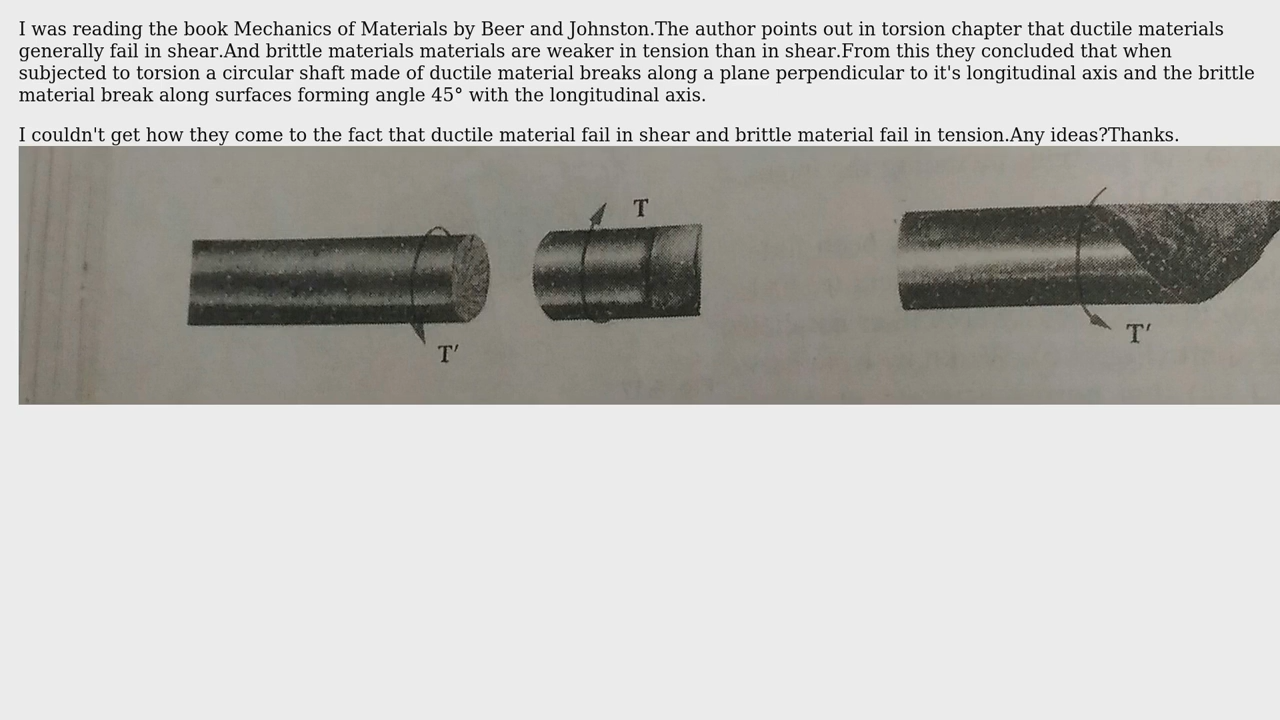 I was reading the book Mechanics of Materials by Beer and Johnston.The author points out in torsion chapter that ductile materials
generally fail in shear.And brittle materials materials are weaker in tension than in shear.From this they concluded that when
subjected to torsion a circular shaft made of ductile material breaks along a plane perpendicular to it's longitudinal axis and the brittle
material break along surfaces forming angle 45° with the longitudinal axis.
I couldn't get how they come to the fact that ductile material fail in shear and brittle material fail in tension.Any ideas?Thanks.
T
T'
T'